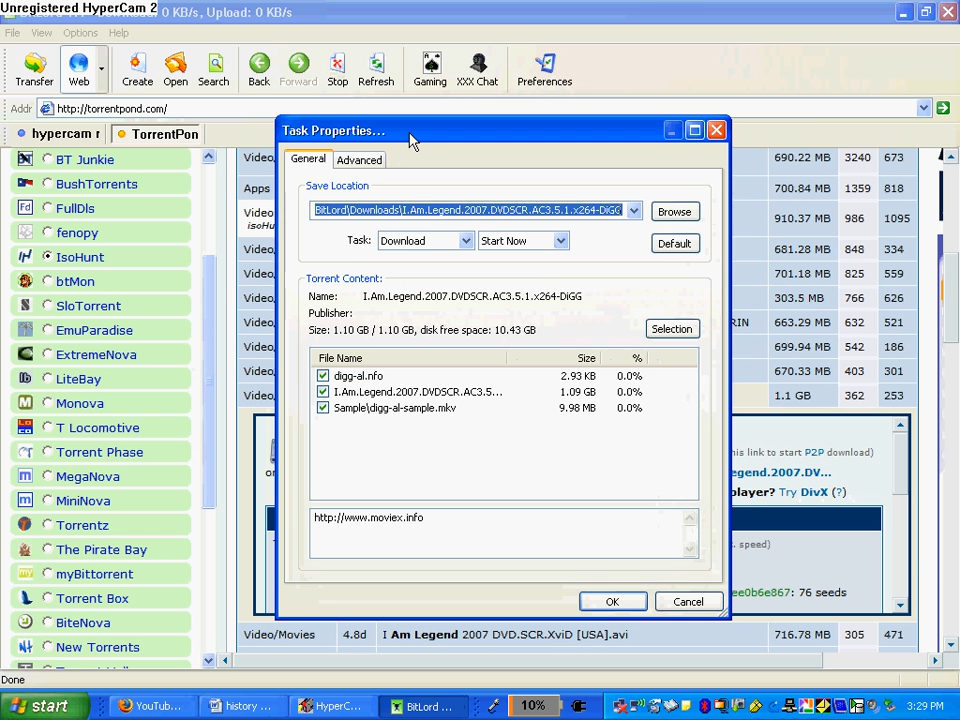 Unregistered HyperCam 2
0 KB/s, Upload: 0 KB/s
File View Options Help
Transfer Web Create Open Search Back Forward Stop Refresh Gaming XXX Chat Preferences
Addr http://torrentpond.com/
hypercam r TorrentPon
BT Junkie
BushTorrents
FullDls
fenopy
IsoHunt
btMon
SloTorrent
EmuParadise
ExtremeNova
LiteBay
Monova
T Locomotive
Torrent Phase
MegaNova
MiniNova
Torrentz
The Pirate Bay
myBittorrent
Torrent Box
BiteNova
New Torrents
Task Properties...
General Advanced
Save Location
BitLord\Downloads\I.Am.Legend.2007.DVDSCR.AC3.5.1.x264-DiGG
Browse
Task: Download Start Now Default
Torrent Content:
Name: I.Am.Legend.2007.DVDSCR.AC3.5.1.x264-DiGG
Publisher:
Size: 1.10 GB / 1.10 GB, disk free space: 10.43 GB
Selection
File Name Size %
digg-al.nfo 2.93 KB 0.0%
I.Am.Legend.2007.DVDSCR.AC3.5... 1.09 GB 0.0%
Sample\digg-al-sample.mkv 9.98 MB 0.0%
http://www.moviex.info
OK Cancel
Video, 690.22 MB 3240 673
Apps 700.84 MB 1359 818
Video 910.37 MB 986 1095
isoHu
Video, 681.28 MB 848 334
Video, 701.18 MB 825 559
Video, 303.5 MB 766 626
Video, RIN 663.29 MB 632 521
Video, 699.94 MB 542 186
Video, 670.33 MB 403 301
Video, 1.1 GB 362 253
this link to start P2P download)
egend.2007.DV...
player? Try DivX (?)
. speed)
ee0b6e867: 76 seeds
Video/Movies 4.8d I Am Legend 2007 DVD.SCR.XviD [USA].avi 716.78 MB 305 471
Done
start YouTub... history ... HyperC... BitLord ... 10% 3:29 PM